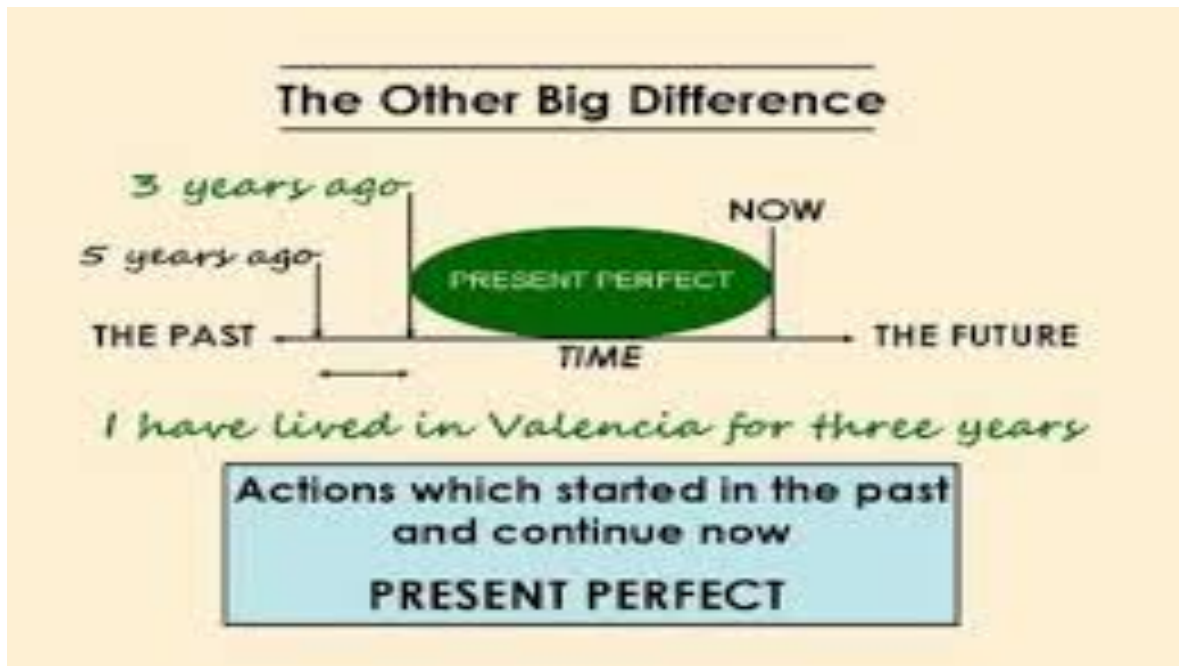 The Other Big Difference
3 years ago
NOW
5 years ago
PRESENT PERFECT
THE PAST
THE FUTURE
TIME
I have lived in Valencia for three years
Actions which started in the past
and continue now
PRESENT PERFECT